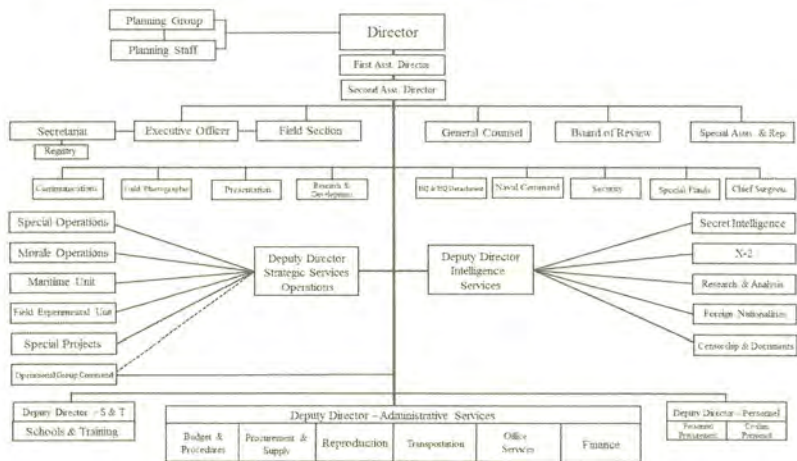 Planning Group
Director
Planning Staff
First Asst. Director
Second Asst. Director
Secretariat
Executive Officer
Field Section
General Counsel
Board of Review
Special Assts. & Rep.
Registry
Communications
Field Photographic
Presentation
Research &
Development
HQ & HQ Detachment
Naval Command
Security
Special Funds
Chief Surgeon
Special Operations
Morale Operations
Maritime Unit
Field Experimental Unit
Special Projects
Operational Group Command
Deputy Director
Strategic Services
Operations
Deputy Director
Intelligence
Services
Secret Intelligence
X-2
Research & Analysis
Foreign Nationalities
Censorship & Documents
Deputy Director – S & T
Schools & Training
Deputy Director – Administrative Services
Budget &
Procedures
Procurement &
Supply
Reproduction
Transportation
Office
Services
Finance
Deputy Director – Personnel
Personnel
Procurement
Civilian
Personnel